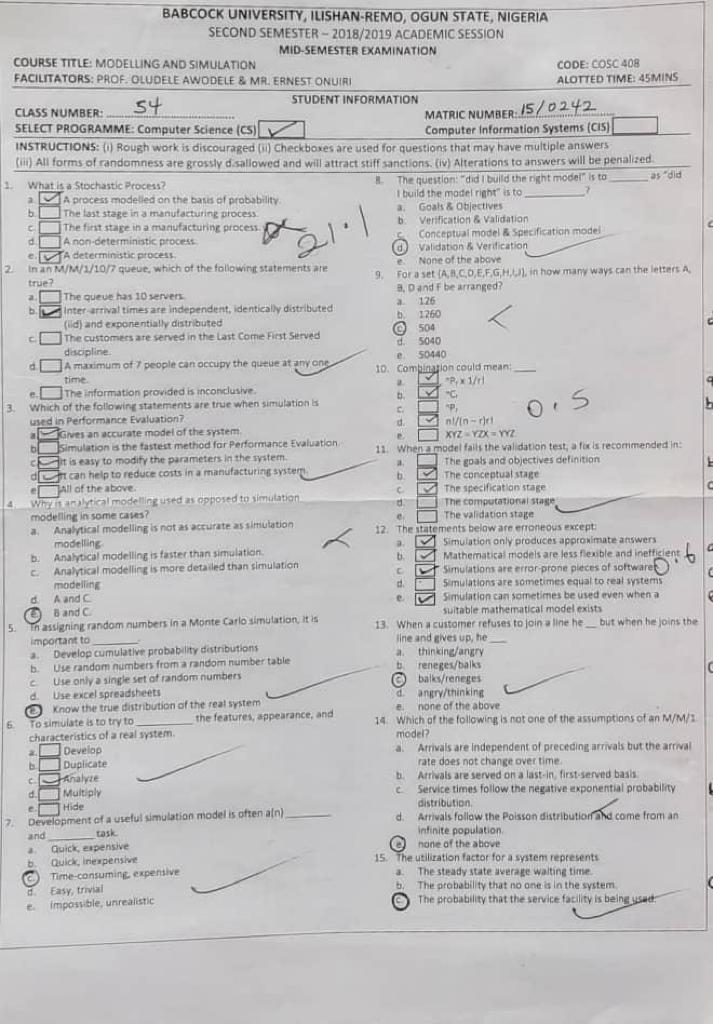 BABCOCK UNIVERSITY, ILISHAN-REMO, OGUN STATE, NIGERIA
SECOND SEMESTER – 2018/2019 ACADEMIC SESSION
MID-SEMESTER EXAMINATION
COURSE TITLE: MODELLING AND SIMULATION CODE: COSC 408
FACILITATORS: PROF. OLUDELE AWODELE & MR. ERNEST ONUIRI ALOTTED TIME: 45MINS
STUDENT INFORMATION
CLASS NUMBER: 54 MATRIC NUMBER: 15/0242
SELECT PROGRAMME: Computer Science (CS) Computer Information Systems (CIS)
INSTRUCTIONS: (i) Rough work is discouraged (ii) Checkboxes are used for questions that may have multiple answers
(iii) All forms of randomness are grossly disallowed and will attract stiff sanctions. (iv) Alterations to answers will be penalized.
1. What is a Stochastic Process?
a. A process modelled on the basis of probability.
b. The last stage in a manufacturing process.
c. The first stage in a manufacturing process.
d. A non-deterministic process.
e. A deterministic process.
21.1
2. In an M/M/1/10/7 queue, which of the following statements are
true?
a. The queue has 10 servers.
b. Inter-arrival times are independent, identically distributed
(iid) and exponentially distributed
c. The customers are served in the Last Come First Served
discipline.
d. A maximum of 7 people can occupy the queue at any one
time.
e. The information provided is inconclusive.
3. Which of the following statements are true when simulation is
used in Performance Evaluation?
a. Gives an accurate model of the system.
b. Simulation is the fastest method for Performance Evaluation.
c. It is easy to modify the parameters in the system.
d. It can help to reduce costs in a manufacturing system.
e. All of the above.
4. Why is analytical modelling used as opposed to simulation
modelling in some cases?
a. Analytical modelling is not as accurate as simulation
modelling.
b. Analytical modelling is faster than simulation.
c. Analytical modelling is more detailed than simulation
modelling
d. A and C.
e. B and C.
5. In assigning random numbers in a Monte Carlo simulation, it is
important to ______.
a. Develop cumulative probability distributions
b. Use random numbers from a random number table
c. Use only a single set of random numbers
d. Use excel spreadsheets
e. Know the true distribution of the real system
6. To simulate is to try to ______ the features, appearance, and
characteristics of a real system.
a. Develop
b. Duplicate
c. Analyze
d. Multiply
e. Hide
7. Development of a useful simulation model is often a(n) ______
and ______ task.
a. Quick, expensive
b. Quick, inexpensive
c. Time-consuming, expensive
d. Easy, trivial
e. Impossible, unrealistic
8. The question: "did I build the right model" is to ______ as "did
I build the model right" is to ______?
a. Goals & Objectives
b. Verification & Validation
c. Conceptual model & Specification model
d. Validation & Verification
e. None of the above
9. For a set {A,B,C,D,E,F,G,H,I,J}, in how many ways can the letters A,
B, D and F be arranged?
a. 126
b. 1260
c. 504
d. 5040
e. 50440
10. Combination could mean: ____
a. ⁿPᵣ x 1/r!
b. ⁿCᵣ
c. ⁿPᵣ
d. n!/(n – r)r!
e. XYZ = YZX = YYZ
0.5
11. When a model fails the validation test, a fix is recommended in:
a. The goals and objectives definition
b. The conceptual stage
c. The specification stage
d. The computational stage
e. The validation stage
12. The statements below are erroneous except:
a. Simulation only produces approximate answers
b. Mathematical models are less flexible and inefficient
c. Simulations are error-prone pieces of software
d. Simulations are sometimes equal to real systems
e. Simulation can sometimes be used even when a
suitable mathematical model exists
0.6
13. When a customer refuses to join a line he __ but when he joins the
line and gives up, he ___
a. thinking/angry
b. reneges/balks
c. balks/reneges
d. angry/thinking
e. none of the above
14. Which of the following is not one of the assumptions of an M/M/1
model?
a. Arrivals are independent of preceding arrivals but the arrival
rate does not change over time.
b. Arrivals are served on a last-in, first-served basis.
c. Service times follow the negative exponential probability
distribution.
d. Arrivals follow the Poisson distribution and come from an
infinite population.
e. none of the above
15. The utilization factor for a system represents
a. The steady state average waiting time.
b. The probability that no one is in the system.
c. The probability that the service facility is being used.